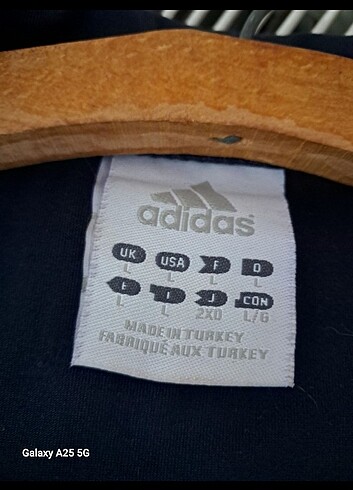 adidas
UK USA F D
L L L L
E I J CON
L L 2XO L/G
MADE IN TURKEY
FABRIQUÉ AUX TURKEY
Galaxy A25 5G